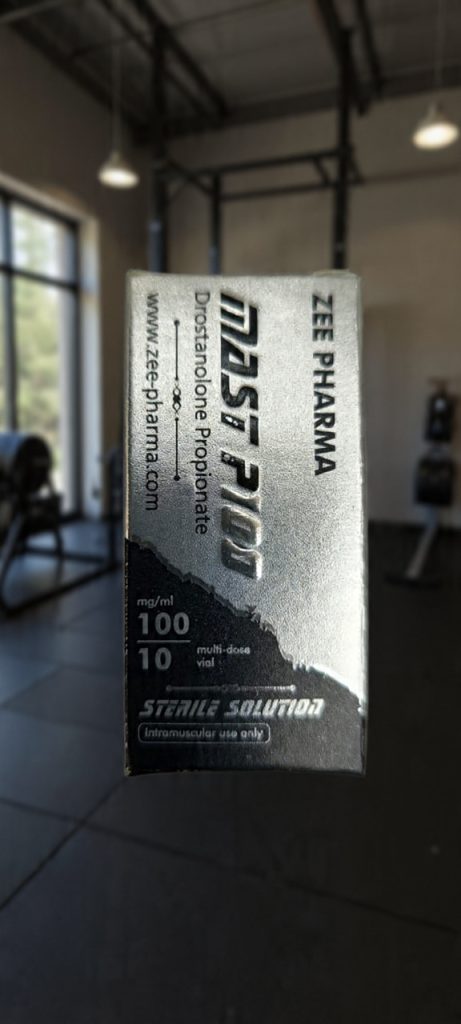 ZEE PHARMA
MAST P100
Drostanolone Propionate
www.zee-pharma.com
mg/ml
100
10
multi-dose
vial
STERILE SOLUTION
Intramuscular use only